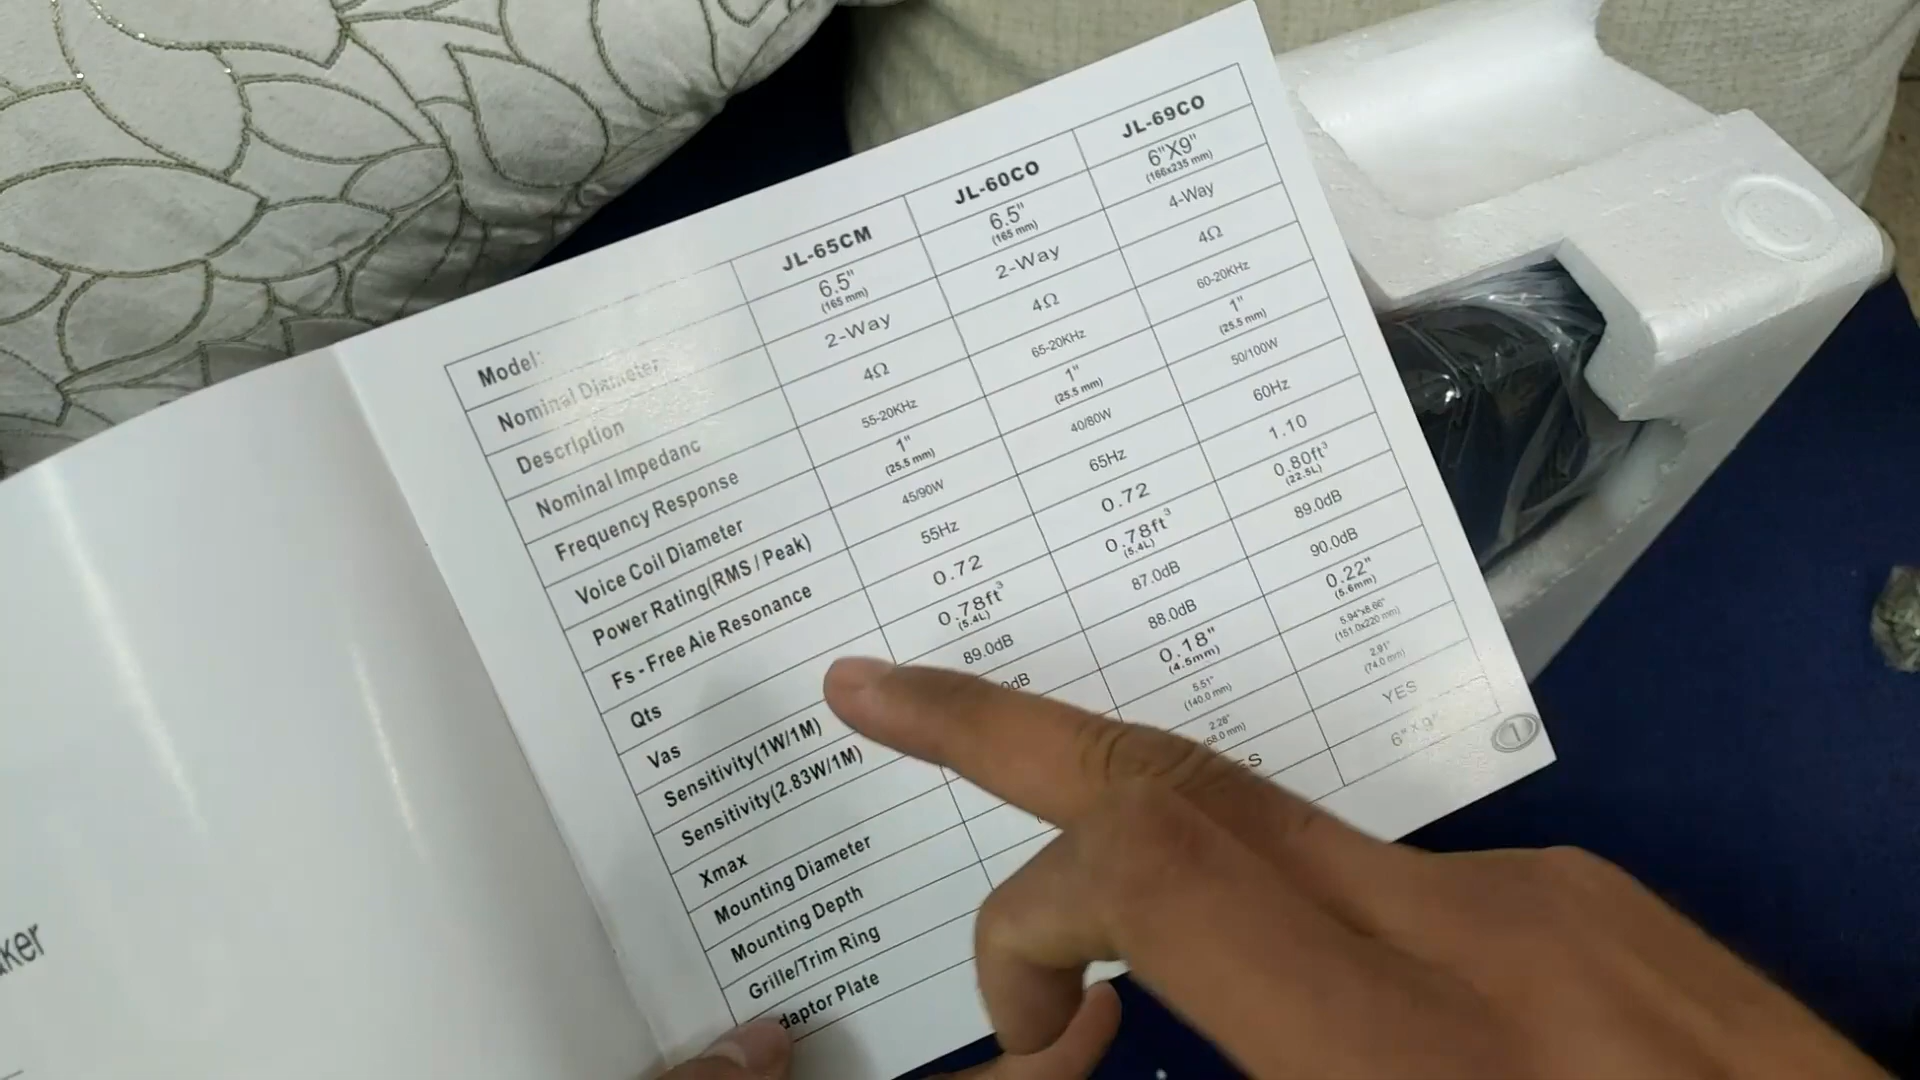 Model: JL-65CM JL-60CO JL-69CO
Nominal Diameter 6.5" (165 mm) 6.5" (165 mm) 6"X9" (166x235 mm)
Description 2-Way 2-Way 4-Way
Nominal Impedanc 4Ω 4Ω 4Ω
Frequency Response 55-20KHz 65-20KHz 60-20KHz
Voice Coil Diameter 1" (25.5 mm) 1" (25.5 mm) 1" (25.5 mm)
Power Rating(RMS / Peak) 45/90W 40/80W 50/100W
Fs - Free Aie Resonance 55Hz 65Hz 60Hz
Qts 0.72 0.72 1.10
Vas 0.78ft³ (5.4L) 0.78ft³ (5.4L) 0.80ft³ (22.5L)
Sensitivity(1W/1M) 89.0dB 87.0dB 89.0dB
Sensitivity(2.83W/1M) 0dB 88.0dB 90.0dB
Xmax 0.18" (4.5mm) 0.22" (5.6mm)
Mounting Diameter 5.51" (140.0 mm) 5.94"x8.66" (151.0x220 mm)
Mounting Depth 2.28" (58.0 mm) 2.91" (74.0 mm)
Grille/Trim Ring ES YES
daptor Plate 6" X 9"
1
ker